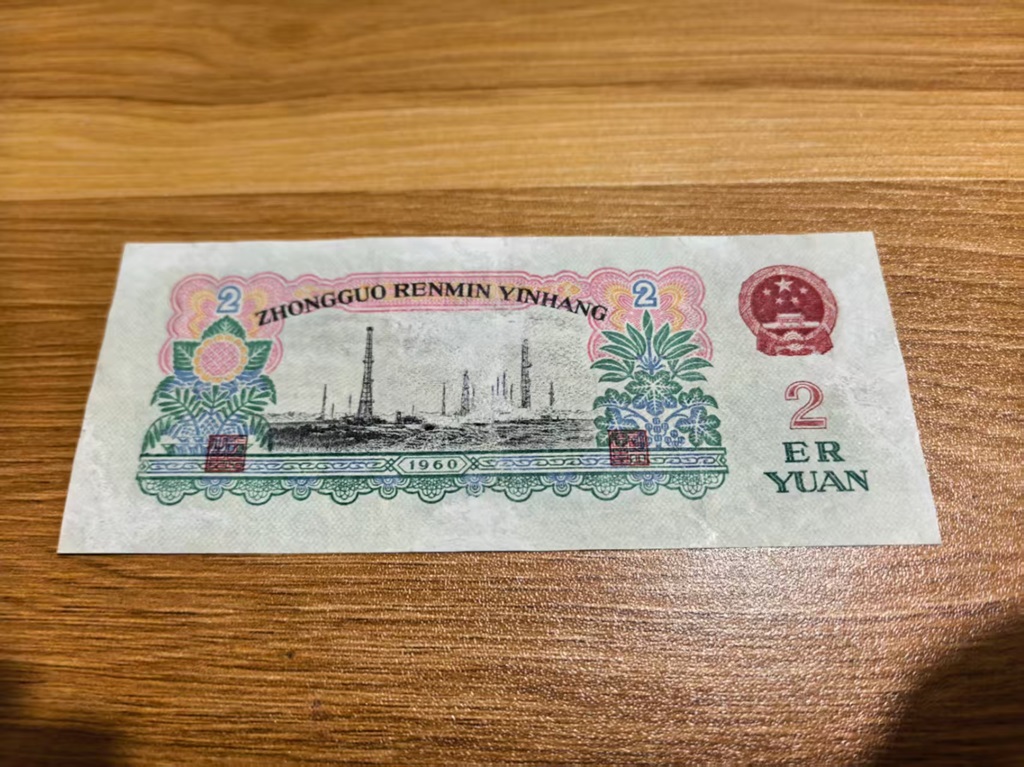 2
ZHONGGUO RENMIN YINHANG
2
1960
2
ER
YUAN